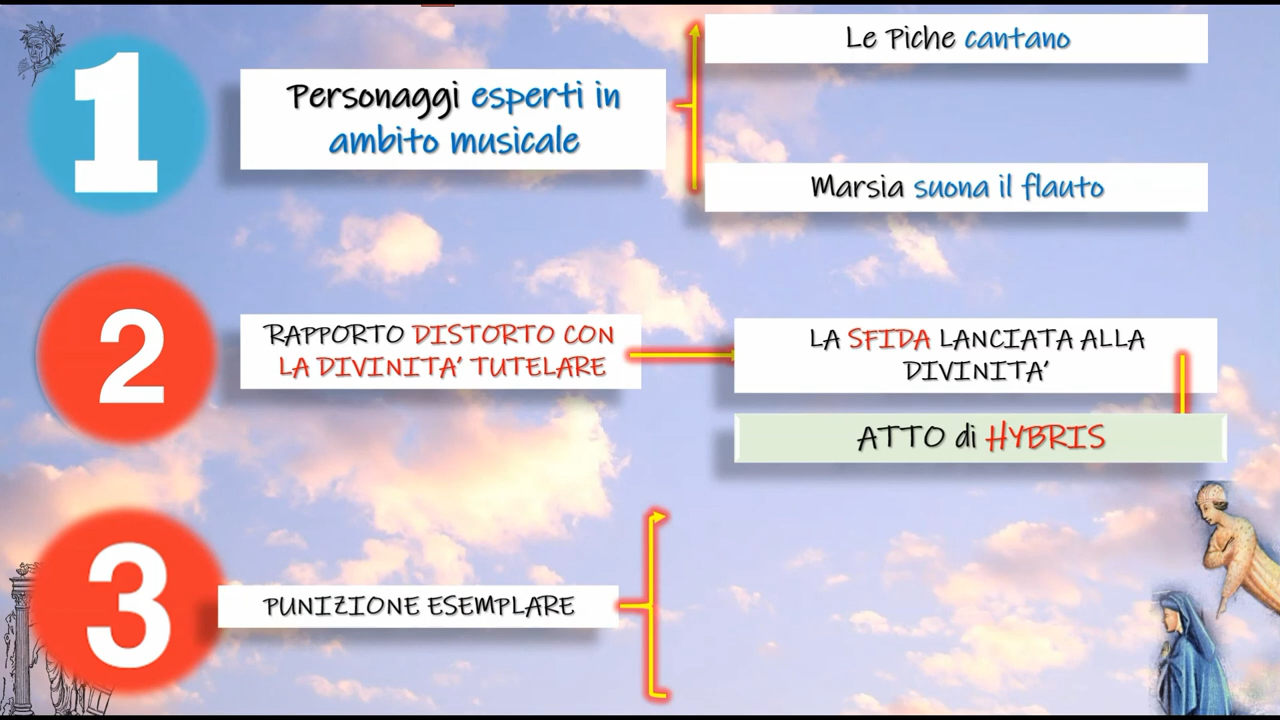 1
Le Piche cantano
Personaggi esperti in
ambito musicale
Marsia suona il flauto
2
RAPPORTO DISTORTO CON
LA DIVINITA' TUTELARE
LA SFIDA LANCIATA ALLA
DIVINITA'
ATTO di HYBRIS
3
PUNIZIONE ESEMPLARE